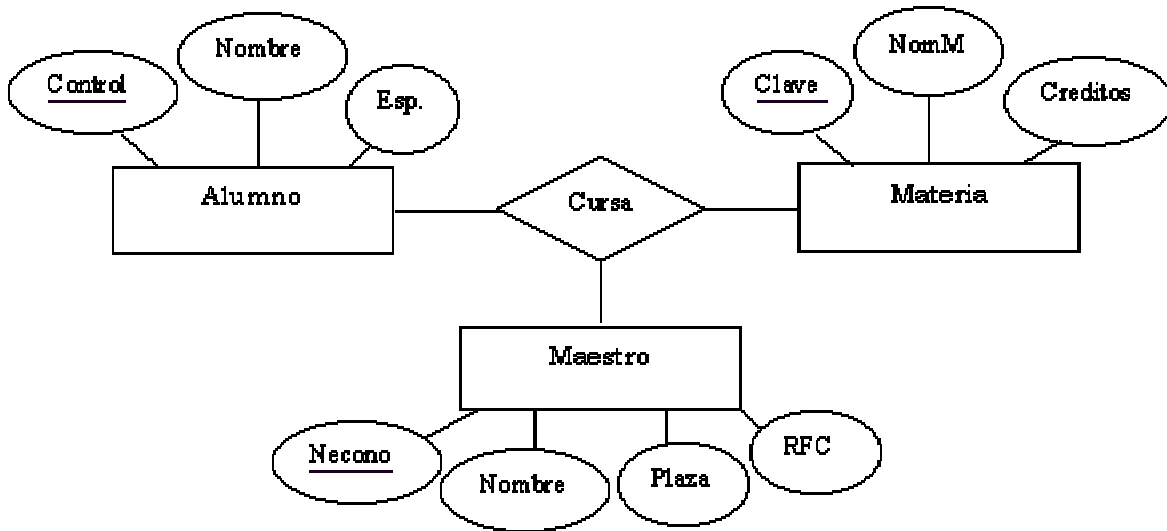 Nombre
Control
Esp.
Alumno
NomM
Clave
Creditos
Materia
Cursa
Maestro
Necono
Nombre
Plaza
RFC